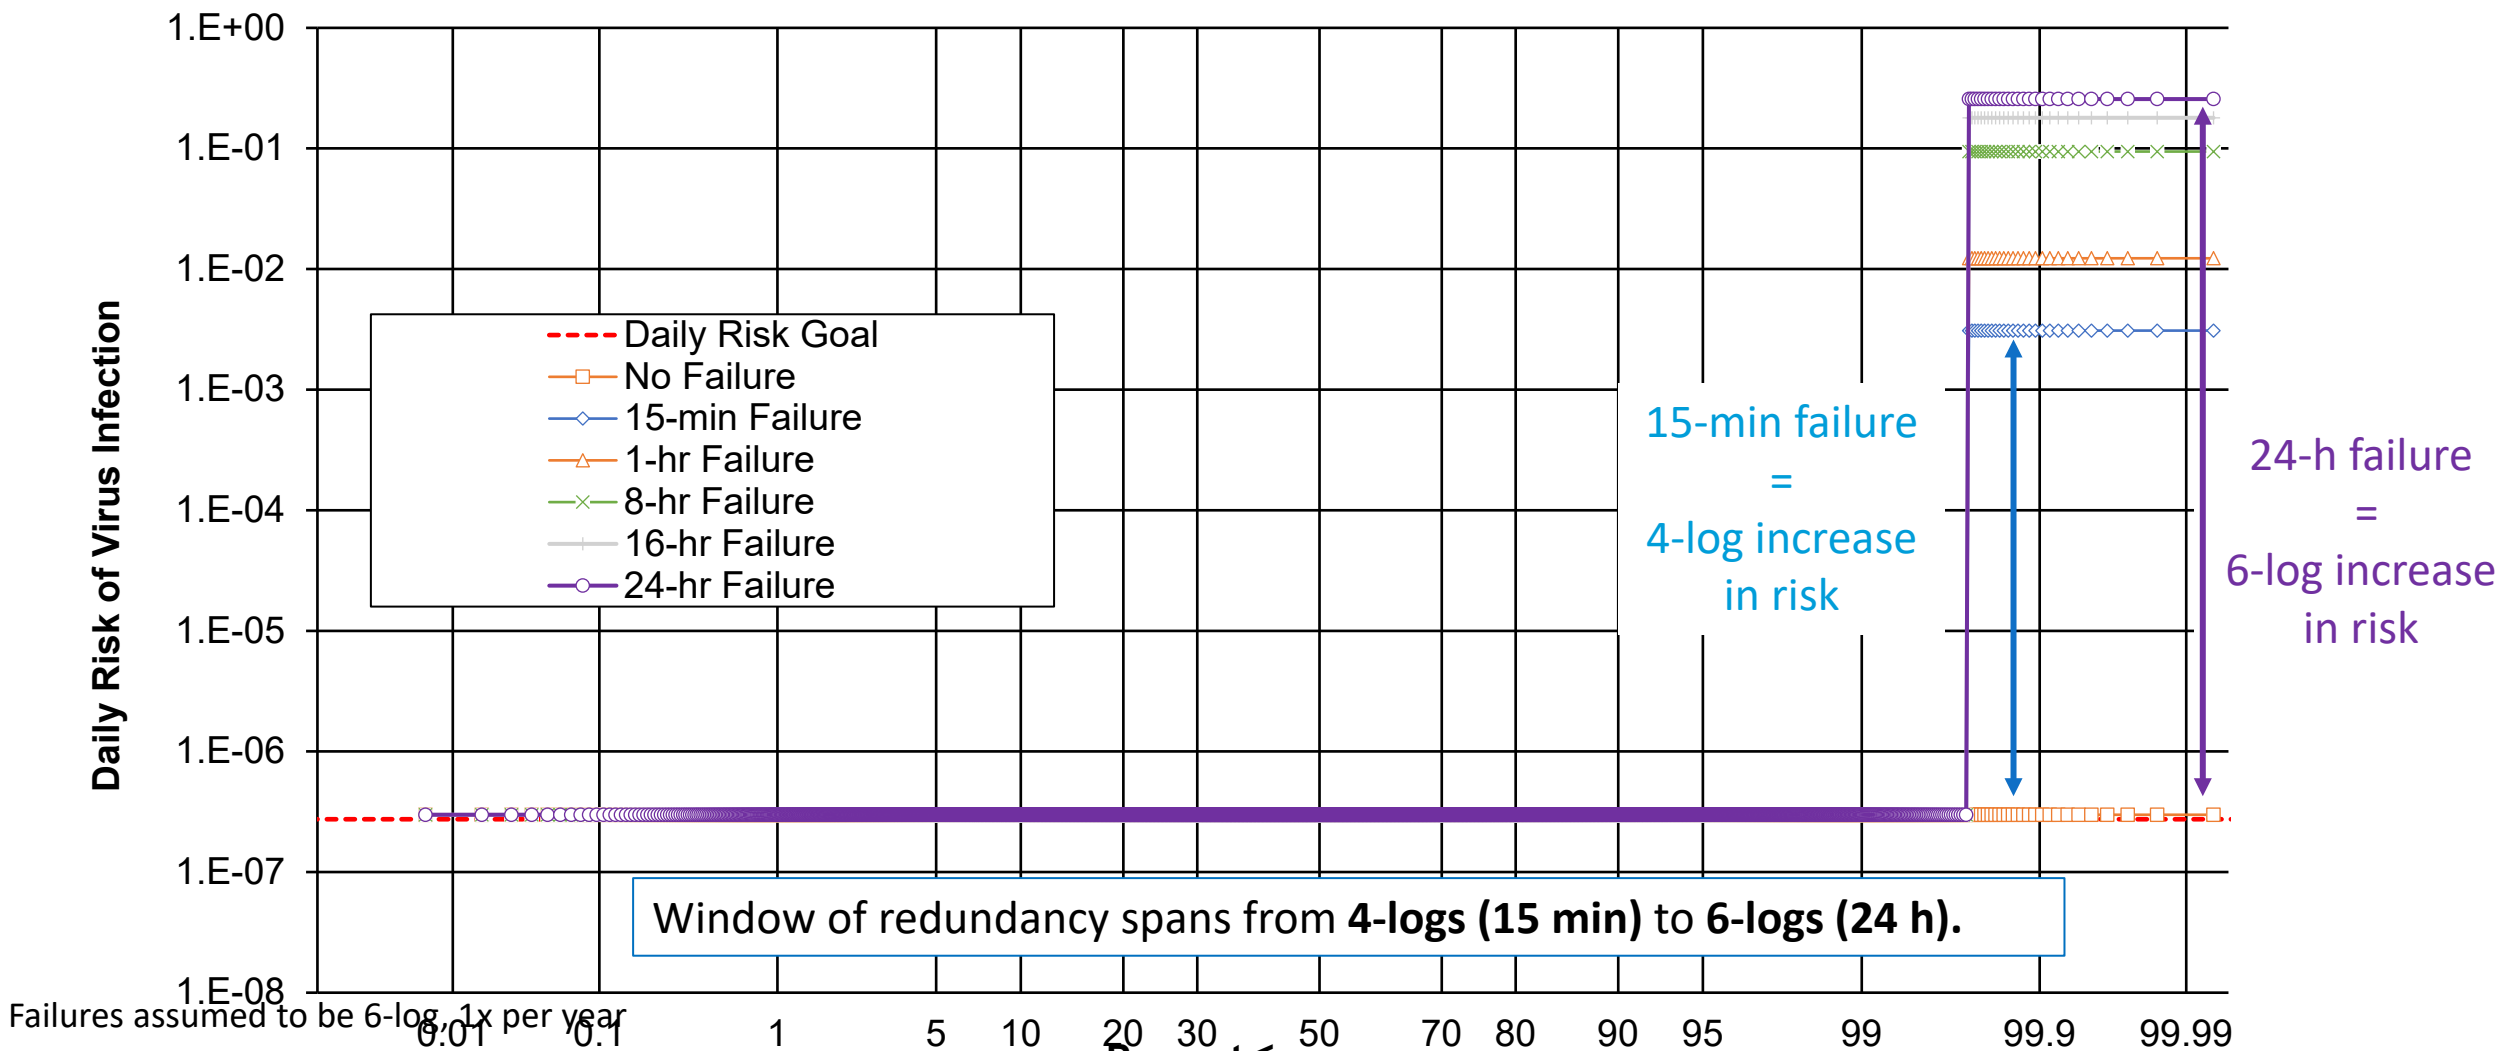 1.E+00
1.E-01
1.E-02
1.E-03
1.E-04
1.E-05
1.E-06
1.E-07
1.E-08
Daily Risk of Virus Infection
Daily Risk Goal
No Failure
15-min Failure
1-hr Failure
8-hr Failure
16-hr Failure
24-hr Failure
15-min failure
=
4-log increase
in risk
24-h failure
=
6-log increase
in risk
Window of redundancy spans from 4-logs (15 min) to 6-logs (24 h).
Failures assumed to be 6-log, 1x per year
0.01 0.1 1 5 10 20 30 50 70 80 90 95 99 99.9 99.99